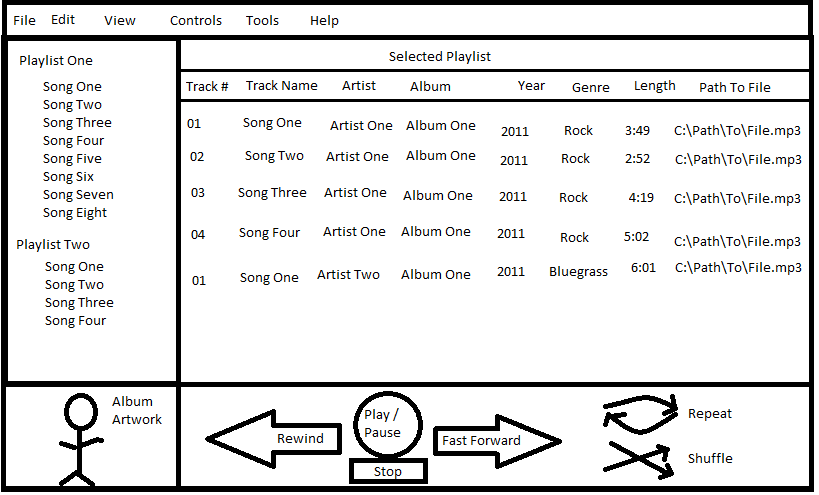 File Edit View Controls Tools Help
Playlist One
Song One
Song Two
Song Three
Song Four
Song Five
Song Six
Song Seven
Song Eight
Playlist Two
Song One
Song Two
Song Three
Song Four
Selected Playlist
Track # Track Name Artist Album Year Genre Length Path To File
01 Song One Artist One Album One 2011 Rock 3:49 C:\Path\To\File.mp3
02 Song Two Artist One Album One 2011 Rock 2:52 C:\Path\To\File.mp3
03 Song Three Artist One Album One 2011 Rock 4:19 C:\Path\To\File.mp3
04 Song Four Artist One Album One 2011 Rock 5:02 C:\Path\To\File.mp3
01 Song One Artist Two Album One 2011 Bluegrass 6:01 C:\Path\To\File.mp3
Album
Artwork
Rewind
Play /
Pause
Stop
Fast Forward
Repeat
Shuffle